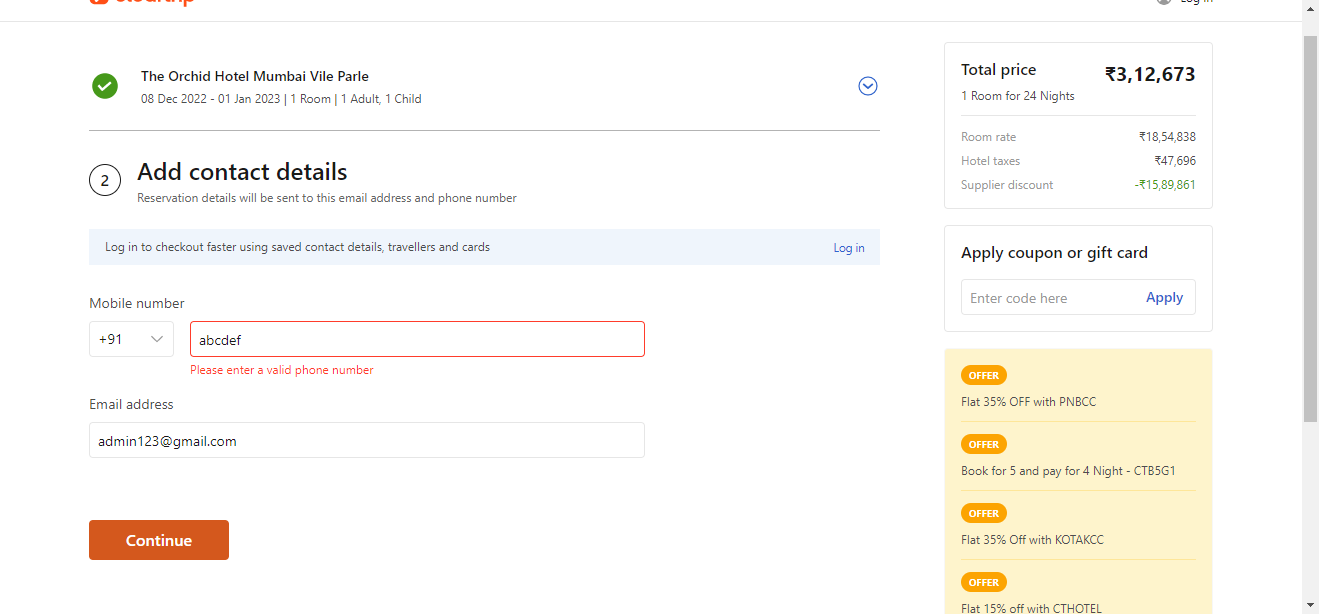 The Orchid Hotel Mumbai Vile Parle
08 Dec 2022 - 01 Jan 2023 | 1 Room | 1 Adult, 1 Child
2
Add contact details
Reservation details will be sent to this email address and phone number
Log in to checkout faster using saved contact details, travellers and cards
Log in
Mobile number
+91
abcdef
Please enter a valid phone number
Email address
admin123@gmail.com
Continue
Total price
₹3,12,673
1 Room for 24 Nights
Room rate ₹18,54,838
Hotel taxes ₹47,696
Supplier discount -₹15,89,861
Apply coupon or gift card
Enter code here Apply
OFFER
Flat 35% OFF with PNBCC
OFFER
Book for 5 and pay for 4 Night - CTB5G1
OFFER
Flat 35% Off with KOTAKCC
OFFER
Flat 15% off with CTHOTEL